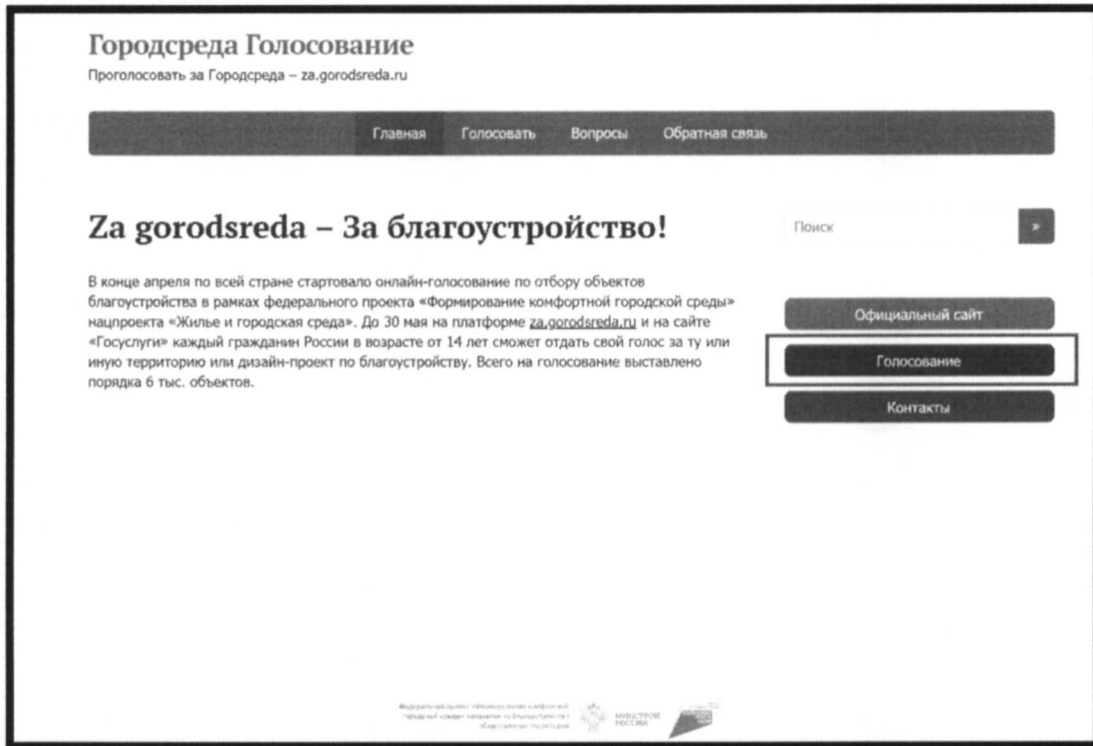 Городсреда Голосование
Проголосовать за Городсреда – za.gorodsreda.ru
Главная Голосовать Вопросы Обратная связь
Za gorodsreda – За благоустройство!
Поиск »
В конце апреля по всей стране стартовало онлайн-голосование по отбору объектов
благоустройства в рамках федерального проекта «Формирование комфортной городской среды»
нацпроекта «Жилье и городская среда». До 30 мая на платформе za.gorodsreda.ru и на сайте
«Госуслуги» каждый гражданин России в возрасте от 14 лет сможет отдать свой голос за ту или
иную территорию или дизайн-проект по благоустройству. Всего на голосование выставлено
порядка 6 тыс. объектов.
Официальный сайт
Голосование
Контакты
МИНСТРОЙ
РОССИИ